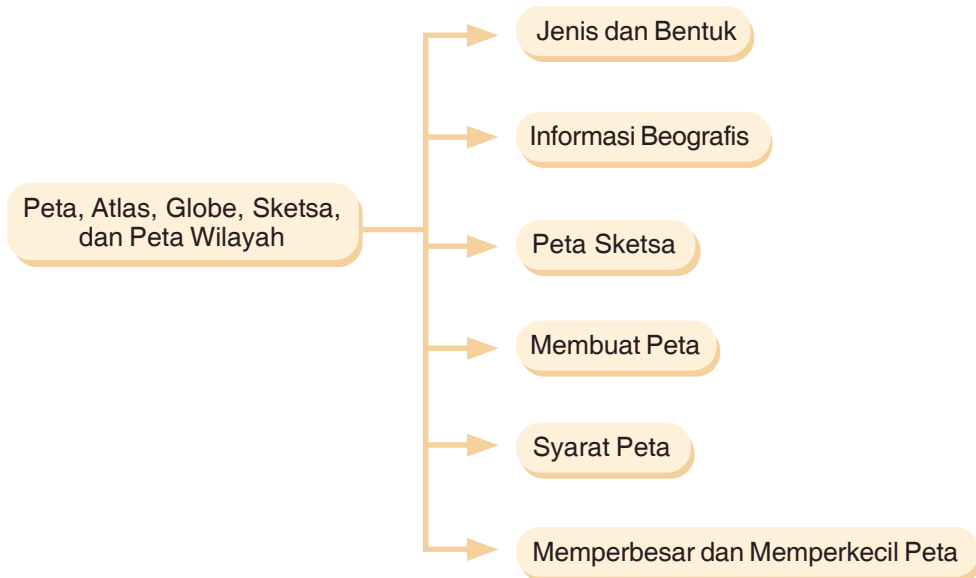 Jenis dan Bentuk
Informasi Beografis
Peta, Atlas, Globe, Sketsa,
dan Peta Wilayah
Peta Sketsa
Membuat Peta
Syarat Peta
Memperbesar dan Memperkecil Peta